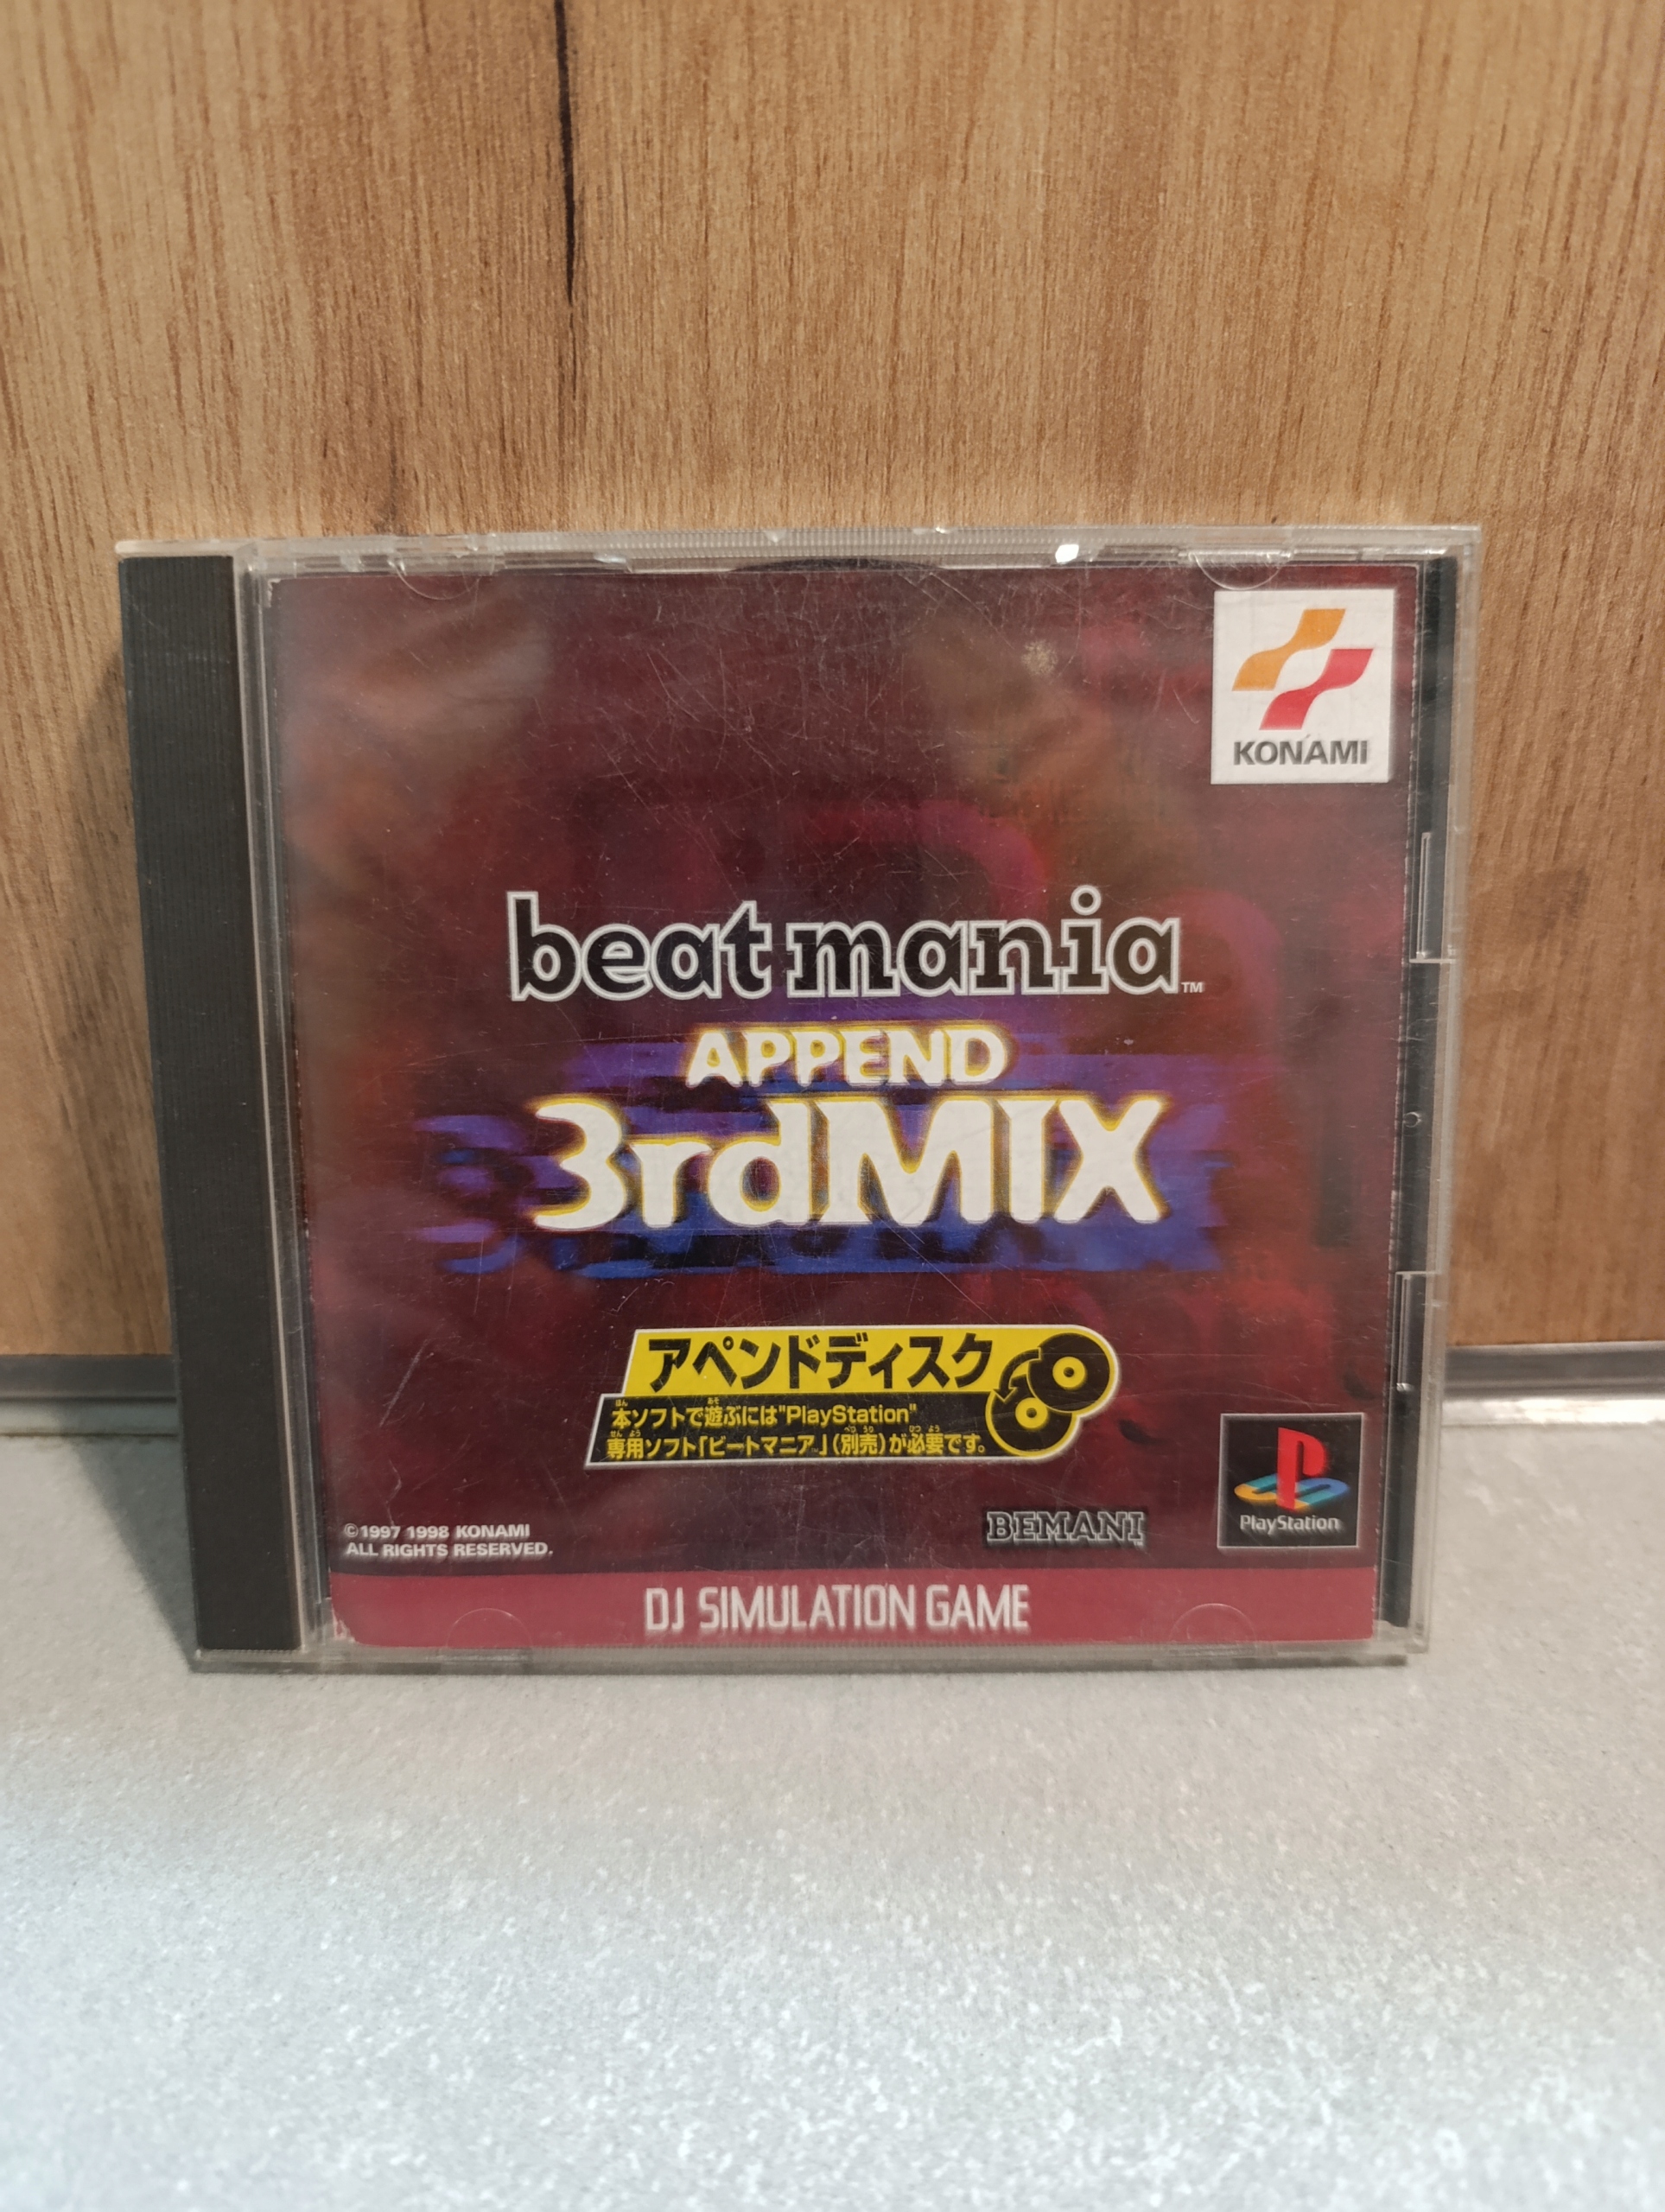 KONAMI
beatmania™
APPEND
3rdMIX
アペンドディスク
本ソフトで遊ぶには"PlayStation"
専用ソフト「ビートマニア」(別売)が必要です。
©1997 1998 KONAMI
ALL RIGHTS RESERVED.
BEMANI
PlayStation
DJ SIMULATION GAME